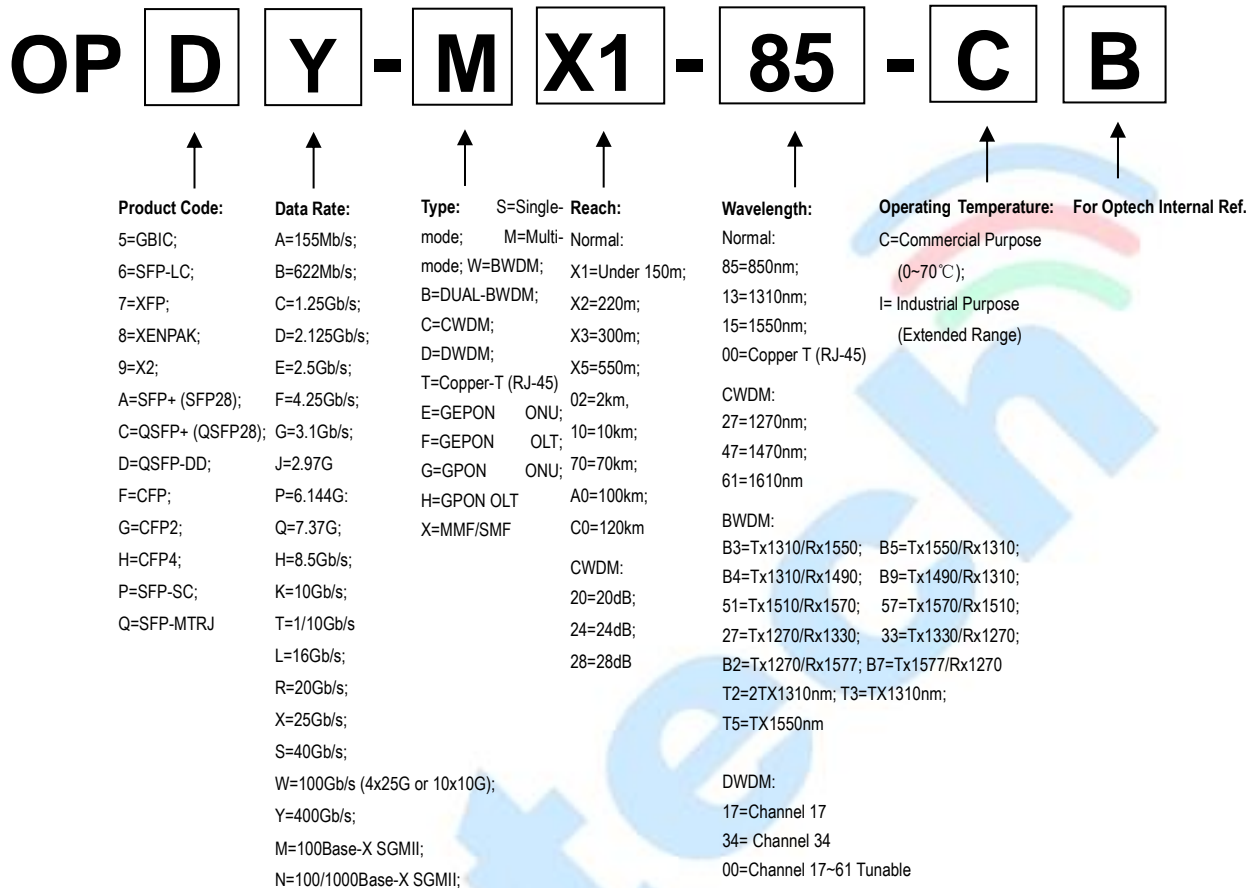 OP D Y - M X1 - 85 - C B
Product Code:
5=GBIC;
6=SFP-LC;
7=XFP;
8=XENPAK;
9=X2;
A=SFP+ (SFP28);
C=QSFP+ (QSFP28);
D=QSFP-DD;
F=CFP;
G=CFP2;
H=CFP4;
P=SFP-SC;
Q=SFP-MTRJ
Data Rate:
A=155Mb/s;
B=622Mb/s;
C=1.25Gb/s;
D=2.125Gb/s;
E=2.5Gb/s;
F=4.25Gb/s;
G=3.1Gb/s;
J=2.97G
P=6.144G:
Q=7.37G;
H=8.5Gb/s;
K=10Gb/s;
T=1/10Gb/s
L=16Gb/s;
R=20Gb/s;
X=25Gb/s;
S=40Gb/s;
W=100Gb/s (4x25G or 10x10G);
Y=400Gb/s;
M=100Base-X SGMII;
N=100/1000Base-X SGMII;
Type: S=Single-
mode; M=Multi-
mode; W=BWDM;
B=DUAL-BWDM;
C=CWDM;
D=DWDM;
T=Copper-T (RJ-45)
E=GEPON ONU;
F=GEPON OLT;
G=GPON ONU;
H=GPON OLT
X=MMF/SMF
Reach:
Normal:
X1=Under 150m;
X2=220m;
X3=300m;
X5=550m;
02=2km,
10=10km;
70=70km;
A0=100km;
C0=120km
CWDM:
20=20dB;
24=24dB;
28=28dB
Wavelength:
Normal:
85=850nm;
13=1310nm;
15=1550nm;
00=Copper T (RJ-45)
CWDM:
27=1270nm;
47=1470nm;
61=1610nm
BWDM:
B3=Tx1310/Rx1550; B5=Tx1550/Rx1310;
B4=Tx1310/Rx1490; B9=Tx1490/Rx1310;
51=Tx1510/Rx1570; 57=Tx1570/Rx1510;
27=Tx1270/Rx1330; 33=Tx1330/Rx1270;
B2=Tx1270/Rx1577; B7=Tx1577/Rx1270
T2=2TX1310nm; T3=TX1310nm;
T5=TX1550nm
DWDM:
17=Channel 17
34= Channel 34
00=Channel 17~61 Tunable
Operating Temperature:
C=Commercial Purpose
(0~70℃);
I= Industrial Purpose
(Extended Range)
For Optech Internal Ref.
tech